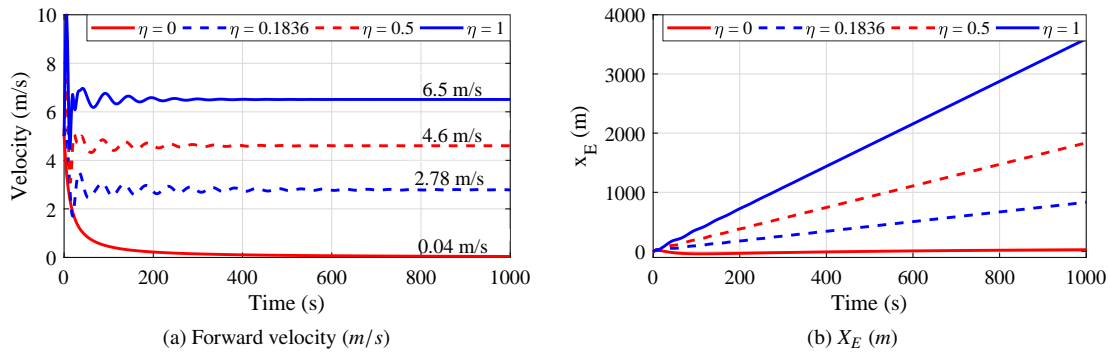 η = 0 η = 0.1836 η = 0.5 η = 1
10
8
6
4
2
0
Velocity (m/s)
6.5 m/s
4.6 m/s
2.78 m/s
0.04 m/s
0 200 400 600 800 1000
Time (s)
(a) Forward velocity (m/s)
η = 0 η = 0.1836 η = 0.5 η = 1
4000
3000
2000
1000
0
x_E (m)
0 200 400 600 800 1000
Time (s)
(b) X_E (m)